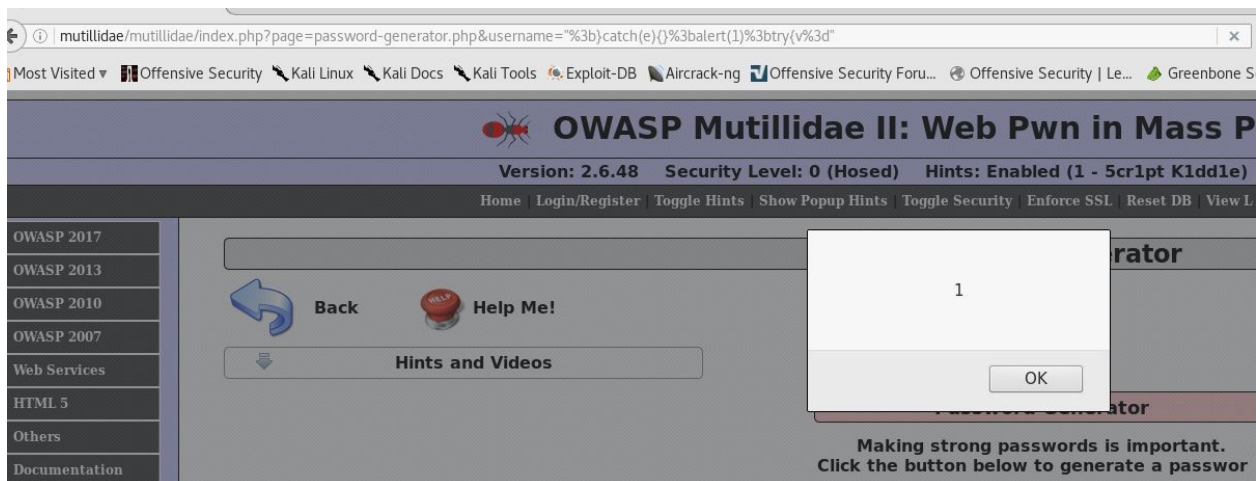 mutillidae/mutillidae/index.php?page=password-generator.php&username="%3b}catch(e){}%3balert(1)%3btry{v%3d"
Most Visited Offensive Security Kali Linux Kali Docs Kali Tools Exploit-DB Aircrack-ng Offensive Security Foru... Offensive Security | Le... Greenbone S
OWASP Mutillidae II: Web Pwn in Mass P
Version: 2.6.48 Security Level: 0 (Hosed) Hints: Enabled (1 - 5cr1pt K1dd1e)
Home | Login/Register | Toggle Hints | Show Popup Hints | Toggle Security | Enforce SSL | Reset DB | View L
OWASP 2017
OWASP 2013
OWASP 2010
OWASP 2007
Web Services
HTML 5
Others
Documentation
rator
Back
HELP
Help Me!
Hints and Videos
1
OK
Password Generator
Making strong passwords is important.
Click the button below to generate a passwor